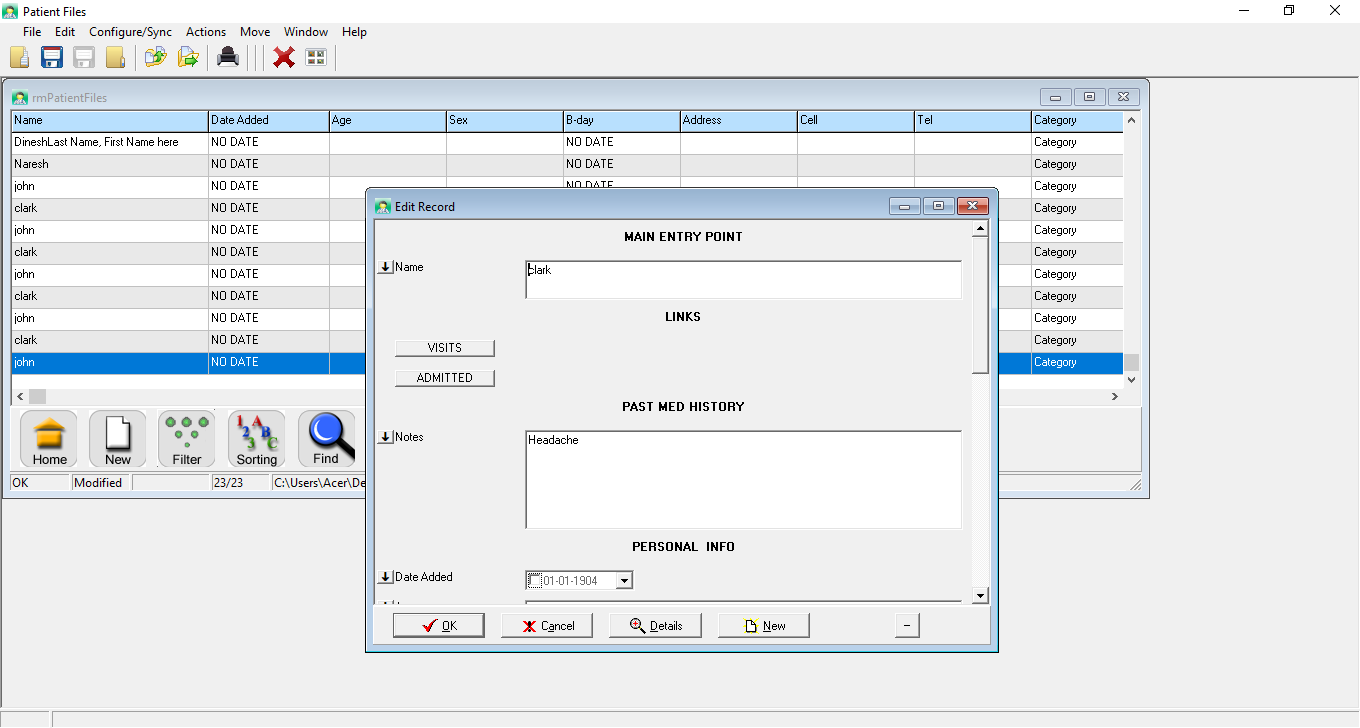 Patient Files
File Edit Configure/Sync Actions Move Window Help
rmPatientFiles
Name Date Added Age Sex B-day Address Cell Tel Category
DineshLast Name, First Name here NO DATE NO DATE Category
Naresh NO DATE NO DATE Category
john NO DATE NO DATE Category
clark NO DATE Category
john NO DATE Category
clark NO DATE Category
john NO DATE Category
clark NO DATE Category
john NO DATE Category
clark NO DATE Category
john NO DATE Category
Home New Filter Sorting Find
OK Modified 23/23 C:\Users\Acer\De
Edit Record
MAIN ENTRY POINT
Name clark
LINKS
VISITS
ADMITTED
PAST MED HISTORY
Notes Headache
PERSONAL INFO
Date Added 01-01-1904
OK Cancel Details New –